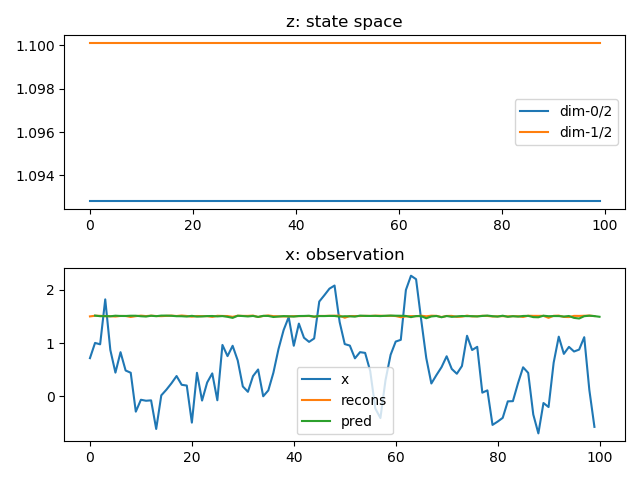 z: state space
1.100
1.098
1.096
1.094
dim-0/2
dim-1/2
0 20 40 60 80 100
x: observation
2
1
0
x
recons
pred
0 20 40 60 80 100